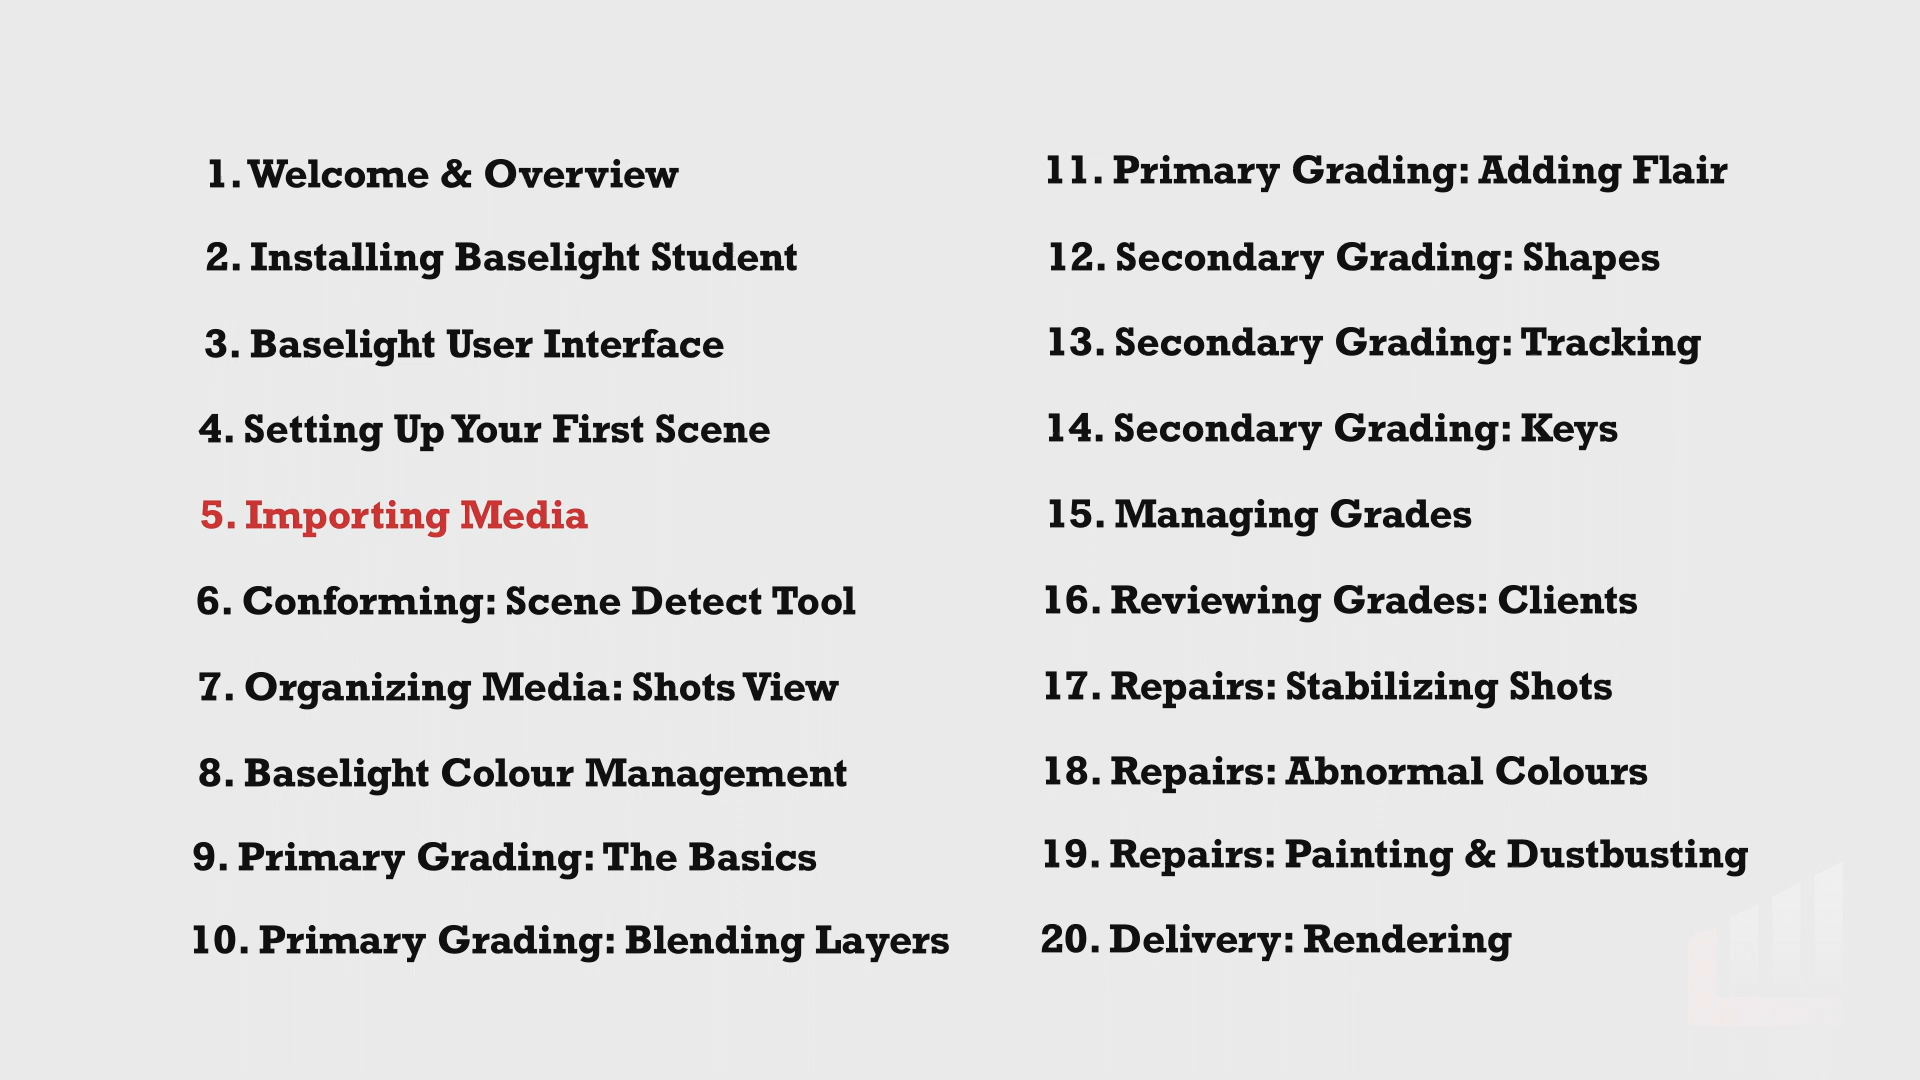 1. Welcome & Overview
2. Installing Baselight Student
3. Baselight User Interface
4. Setting Up Your First Scene
5. Importing Media
6. Conforming: Scene Detect Tool
7. Organizing Media: Shots View
8. Baselight Colour Management
9. Primary Grading: The Basics
10. Primary Grading: Blending Layers
11. Primary Grading: Adding Flair
12. Secondary Grading: Shapes
13. Secondary Grading: Tracking
14. Secondary Grading: Keys
15. Managing Grades
16. Reviewing Grades: Clients
17. Repairs: Stabilizing Shots
18. Repairs: Abnormal Colours
19. Repairs: Painting & Dustbusting
20. Delivery: Rendering